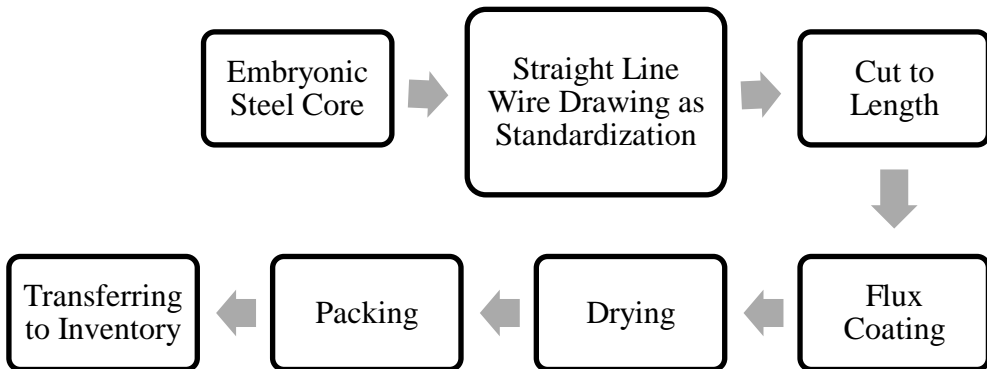 Embryonic
Steel Core
Straight Line
Wire Drawing as
Standardization
Cut to
Length
Flux
Coating
Drying
Packing
Transferring
to Inventory